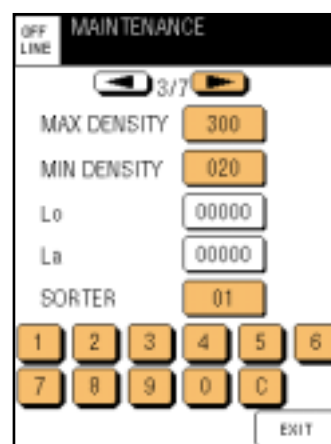 OFF LINE MAINTENANCE
3/7
MAX DENSITY 300
MIN DENSITY 020
Lo 00000
La 00000
SORTER 01
1 2 3 4 5 6
7 8 9 0 C
EXIT